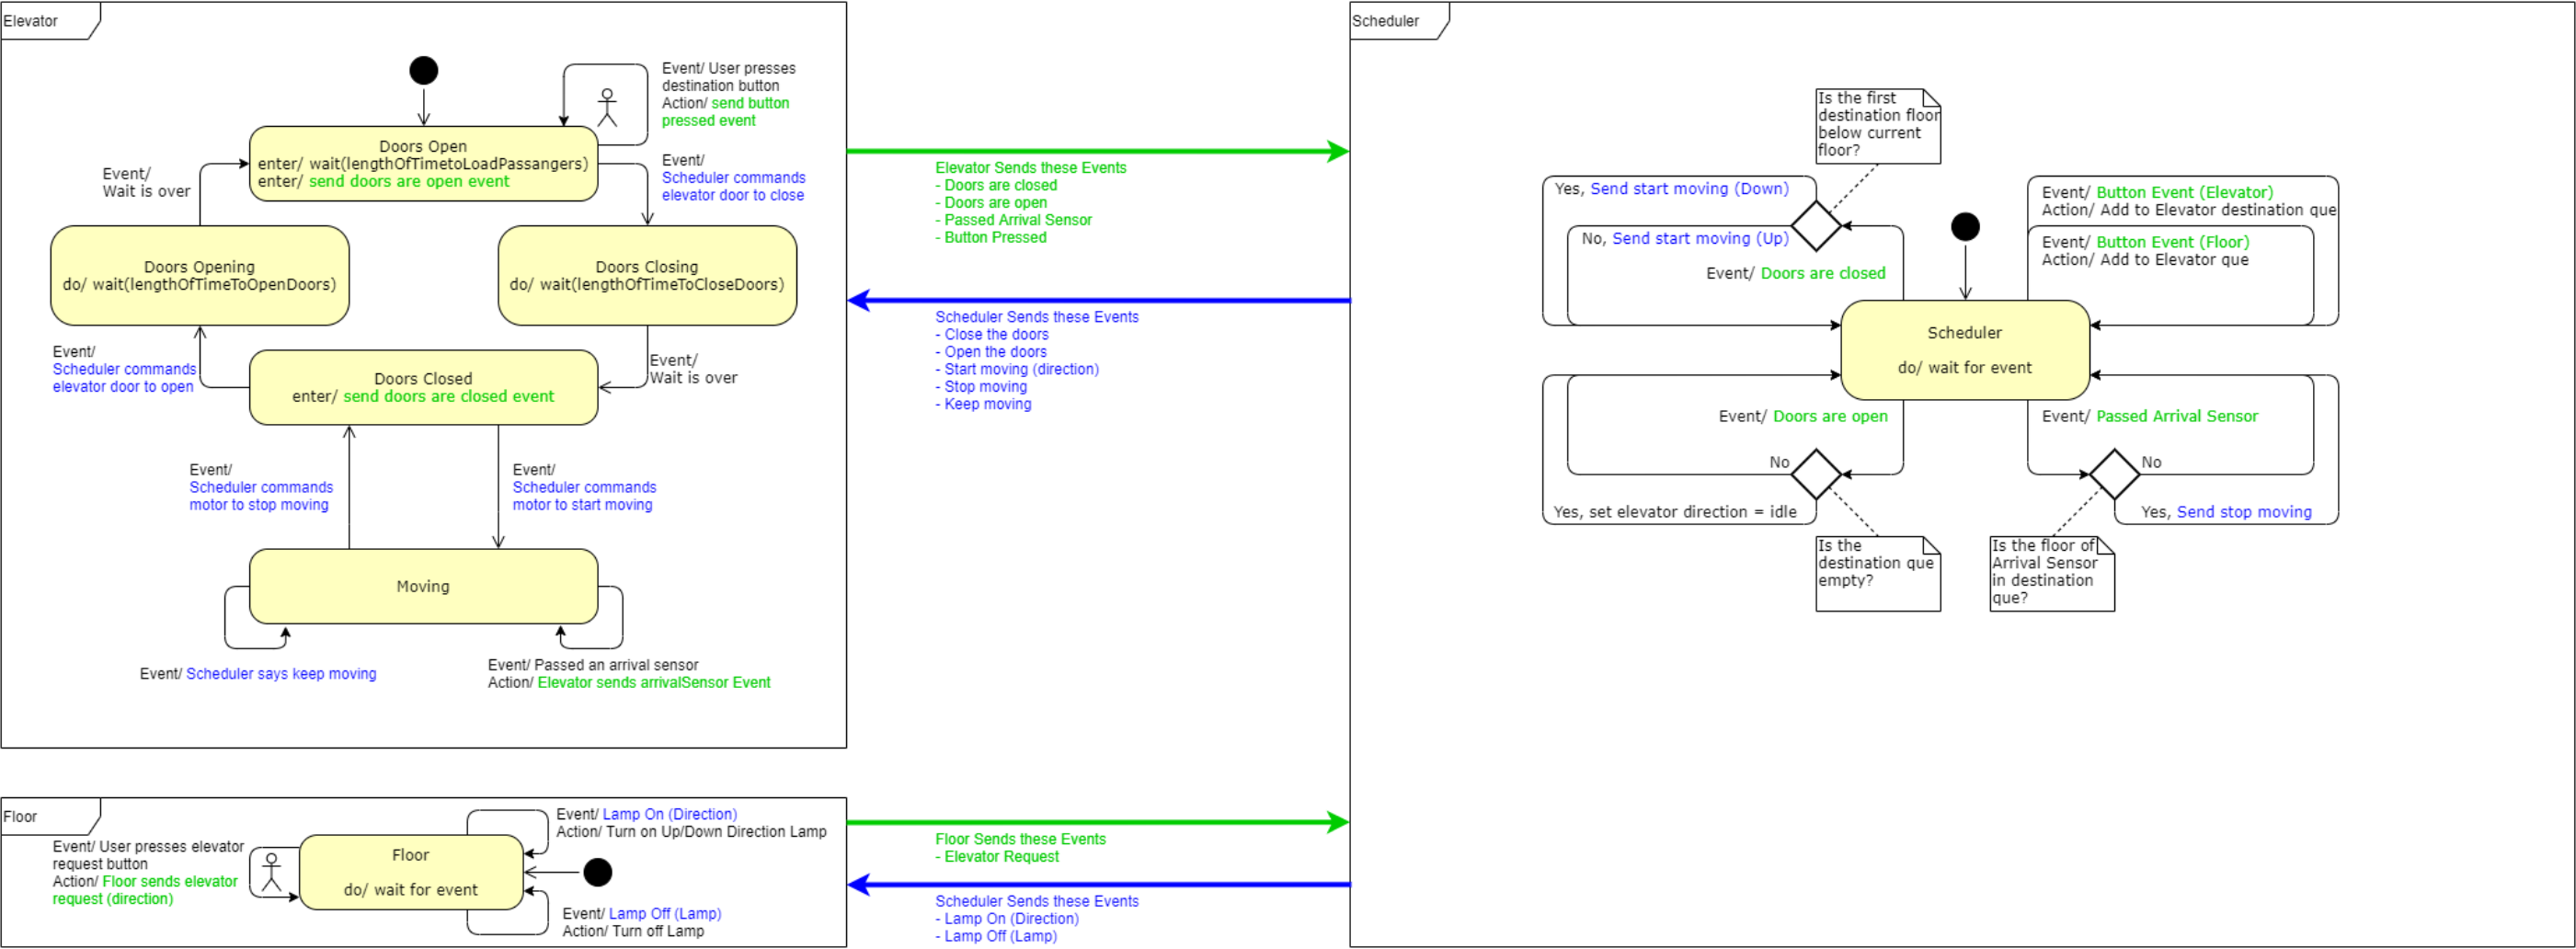 Elevator
Event/ User presses
destination button
Action/ send button
pressed event
Doors Open
enter/ wait(lengthOfTimetoLoadPassangers)
enter/ send doors are open event
Event/
Wait is over
Event/
Scheduler commands
elevator door to close
Doors Opening
do/ wait(lengthOfTimeToOpenDoors)
Doors Closing
do/ wait(lengthOfTimeToCloseDoors)
Event/
Scheduler commands
elevator door to open
Doors Closed
enter/ send doors are closed event
Event/
Wait is over
Event/
Scheduler commands
motor to stop moving
Event/
Scheduler commands
motor to start moving
Moving
Event/ Scheduler says keep moving
Event/ Passed an arrival sensor
Action/ Elevator sends arrivalSensor Event
Elevator Sends these Events
- Doors are closed
- Doors are open
- Passed Arrival Sensor
- Button Pressed
Scheduler Sends these Events
- Close the doors
- Open the doors
- Start moving (direction)
- Stop moving
- Keep moving
Scheduler
Is the first
destination floor
below current
floor?
Yes, Send start moving (Down)
No, Send start moving (Up)
Event/ Doors are closed
Event/ Button Event (Elevator)
Action/ Add to Elevator destination que
Event/ Button Event (Floor)
Action/ Add to Elevator que
Scheduler
do/ wait for event
Event/ Doors are open
No
Yes, set elevator direction = idle
Is the
destination que
empty?
Event/ Passed Arrival Sensor
No
Yes, Send stop moving
Is the floor of
Arrival Sensor
in destination
que?
Floor
Event/ User presses elevator
request button
Action/ Floor sends elevator
request (direction)
Floor
do/ wait for event
Event/ Lamp On (Direction)
Action/ Turn on Up/Down Direction Lamp
Event/ Lamp Off (Lamp)
Action/ Turn off Lamp
Floor Sends these Events
- Elevator Request
Scheduler Sends these Events
- Lamp On (Direction)
- Lamp Off (Lamp)